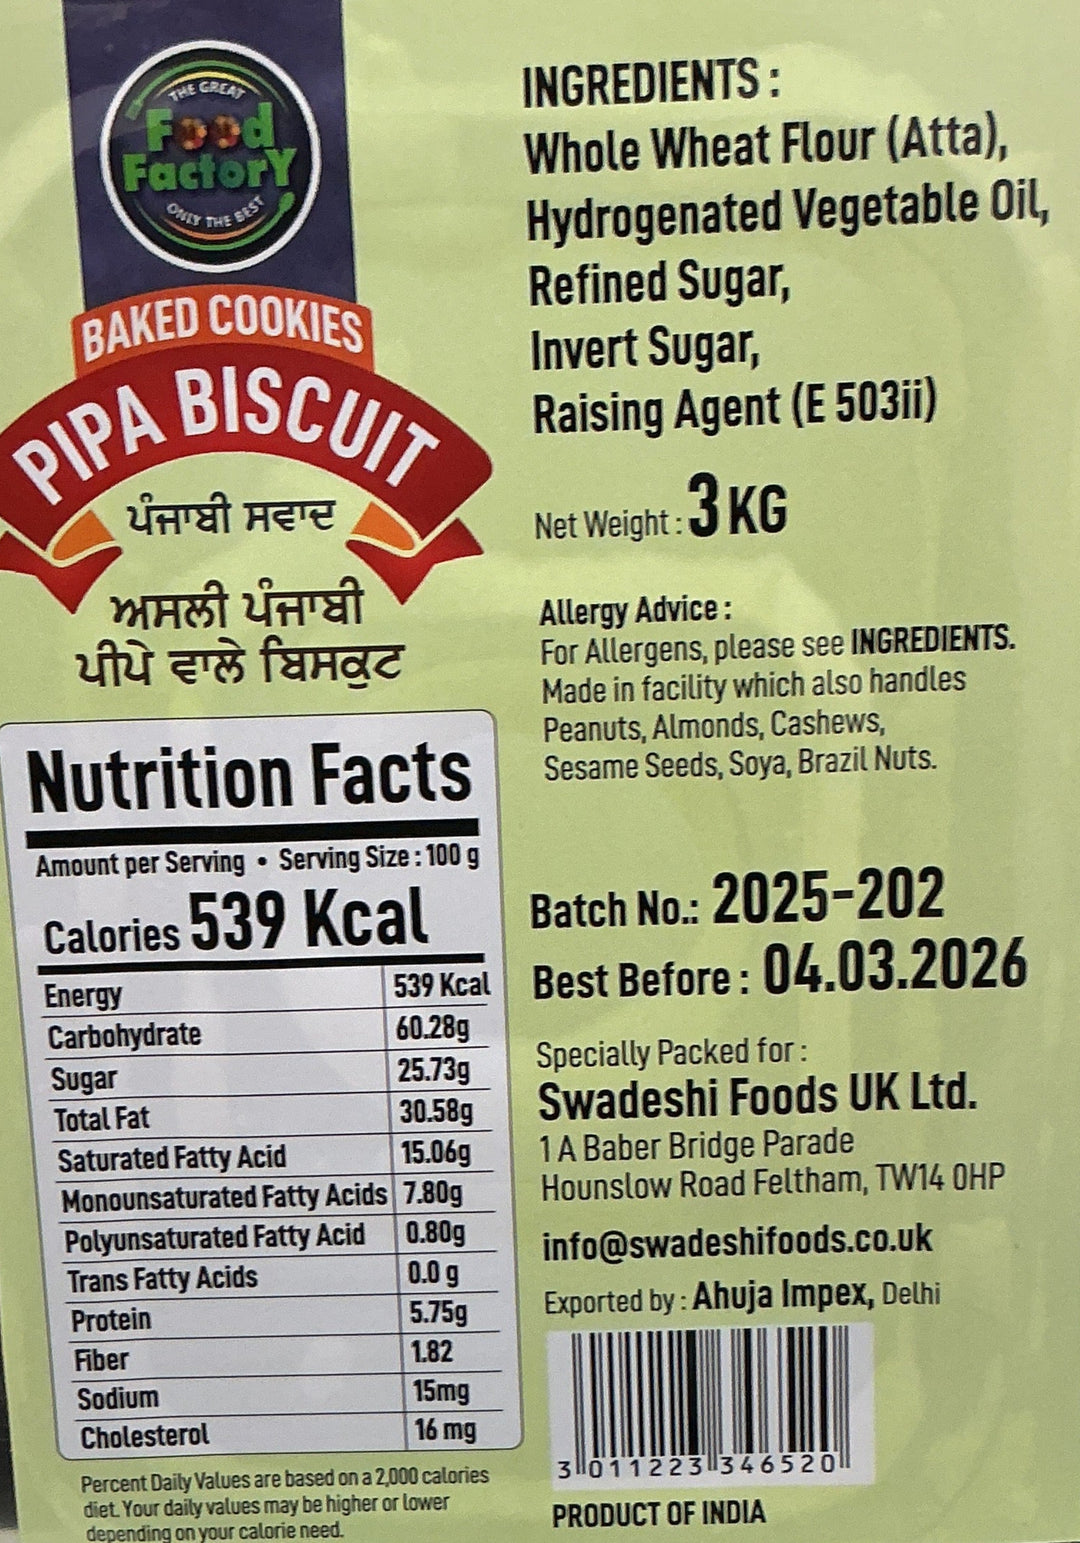 THE GREAT
Food
FactorY
ONLY THE BEST
BAKED COOKIES
PIPA BISCUIT
ਪੰਜਾਬੀ ਸਵਾਦ
ਅਸਲੀ ਪੰਜਾਬੀ
ਪੀਪੇ ਵਾਲੇ ਬਿਸਕੁਟ
Nutrition Facts
Amount per Serving • Serving Size : 100 g
Calories 539 Kcal
Energy 539 Kcal
Carbohydrate 60.28g
Sugar 25.73g
Total Fat 30.58g
Saturated Fatty Acid 15.06g
Monounsaturated Fatty Acids 7.80g
Polyunsaturated Fatty Acid 0.80g
Trans Fatty Acids 0.0 g
Protein 5.75g
Fiber 1.82
Sodium 15mg
Cholesterol 16 mg
Percent Daily Values are based on a 2,000 calories
diet. Your daily values may be higher or lower
depending on your calorie need.
INGREDIENTS :
Whole Wheat Flour (Atta),
Hydrogenated Vegetable Oil,
Refined Sugar,
Invert Sugar,
Raising Agent (E 503ii)
Net Weight : 3 KG
Allergy Advice :
For Allergens, please see INGREDIENTS.
Made in facility which also handles
Peanuts, Almonds, Cashews,
Sesame Seeds, Soya, Brazil Nuts.
Batch No.: 2025-202
Best Before : 04.03.2026
Specially Packed for :
Swadeshi Foods UK Ltd.
1 A Baber Bridge Parade
Hounslow Road Feltham, TW14 0HP
info@swadeshifoods.co.uk
Exported by : Ahuja Impex, Delhi
3 011223 346520
PRODUCT OF INDIA